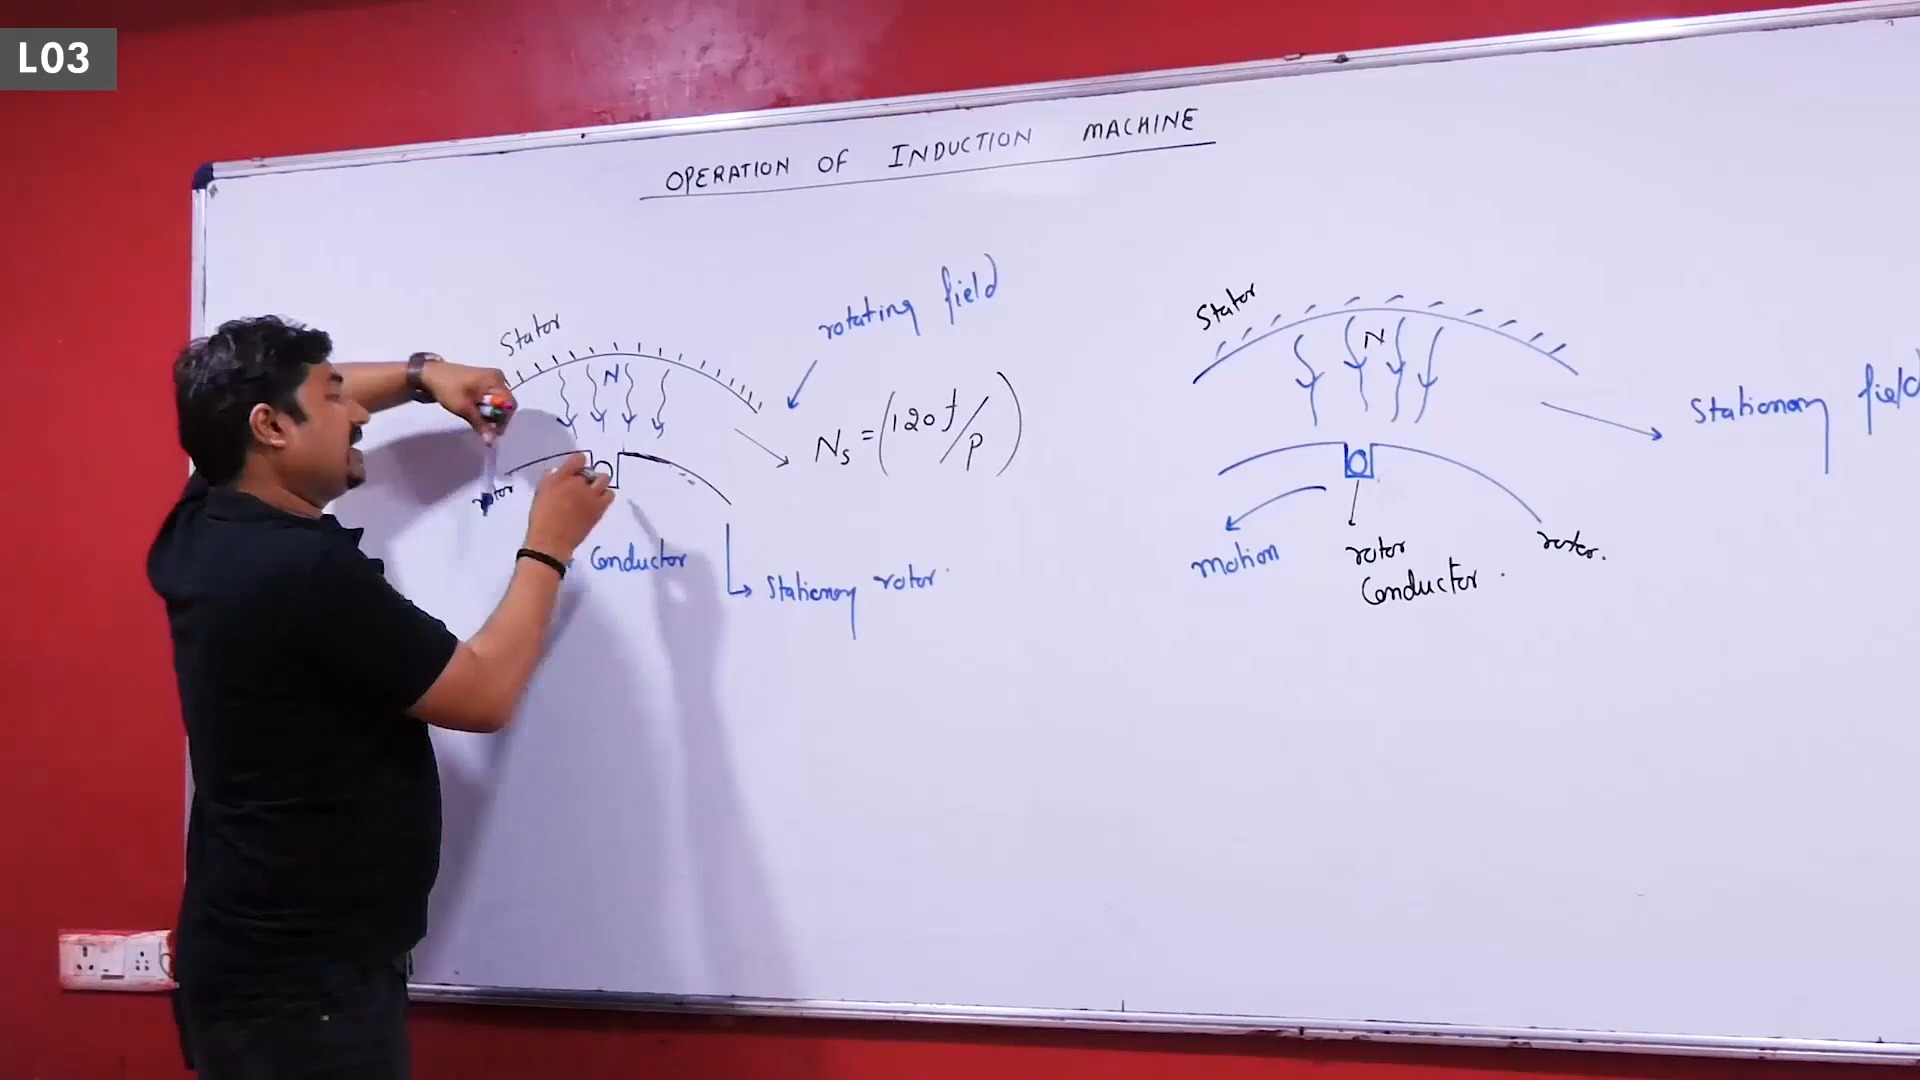 L03
OPERATION OF INDUCTION MACHINE
Stator
N
rotating field
Ns = (120 f/P)
rotor
Conductor
Stationary rotor.
Stator
N
Stationary field
motion
rotor
Conductor.
rotor.